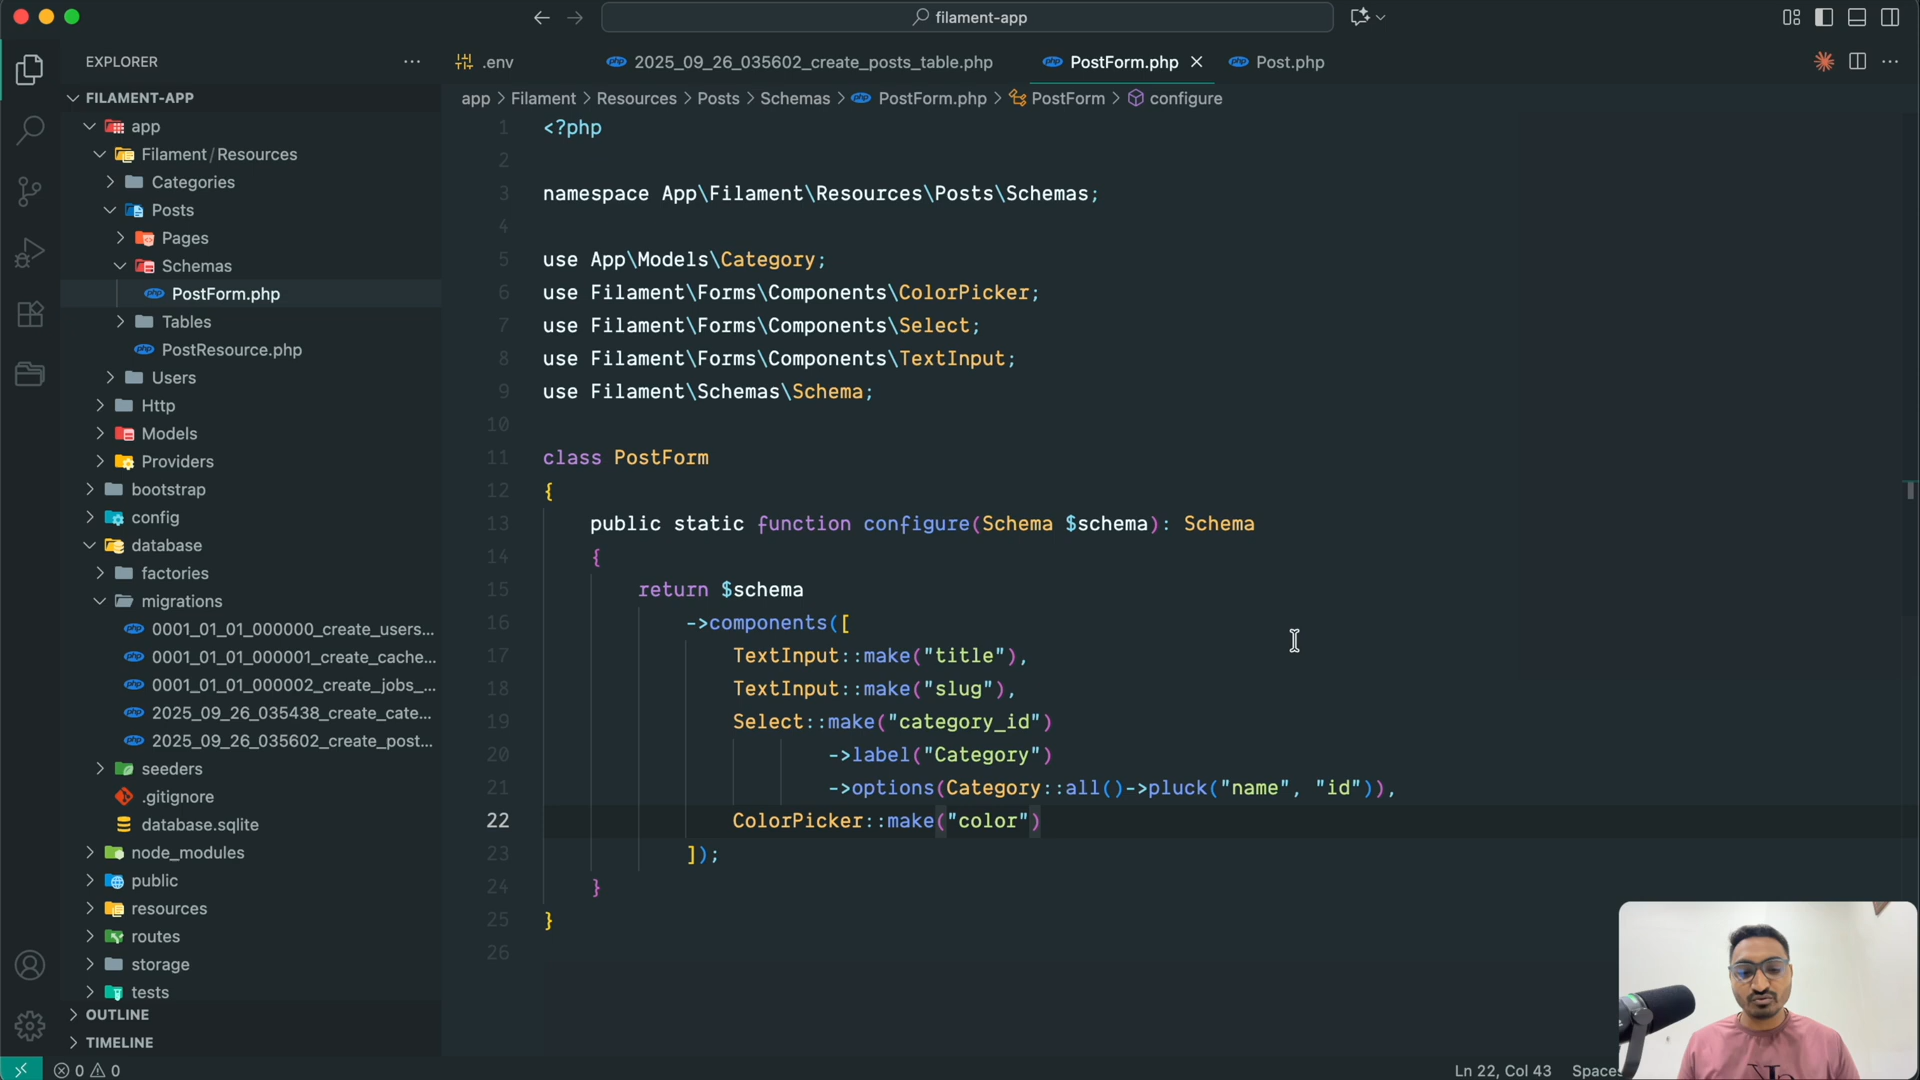 filament-app
EXPLORER
.env
2025_09_26_035602_create_posts_table.php
PostForm.php
Post.php
FILAMENT-APP
app > Filament > Resources > Posts > Schemas > PostForm.php > PostForm > configure
app
Filament/Resources
Categories
Posts
Pages
Schemas
PostForm.php
Tables
PostResource.php
Users
Http
Models
Providers
bootstrap
config
database
factories
migrations
0001_01_01_000000_create_users...
0001_01_01_000001_create_cache...
0001_01_01_000002_create_jobs_...
2025_09_26_035438_create_cate...
2025_09_26_035602_create_post...
seeders
.gitignore
database.sqlite
node_modules
public
resources
routes
storage
tests
OUTLINE
TIMELINE
1 <?php
2
3 namespace App\Filament\Resources\Posts\Schemas;
4
5 use App\Models\Category;
6 use Filament\Forms\Components\ColorPicker;
7 use Filament\Forms\Components\Select;
8 use Filament\Forms\Components\TextInput;
9 use Filament\Schemas\Schema;
10
11 class PostForm
12 {
13 public static function configure(Schema $schema): Schema
14 {
15 return $schema
16 ->components([
17 TextInput::make("title"),
18 TextInput::make("slug"),
19 Select::make("category_id")
20 ->label("Category")
21 ->options(Category::all()->pluck("name", "id")),
22 ColorPicker::make("color")
23 ]);
24 }
25 }
26
0 0
Ln 22, Col 43